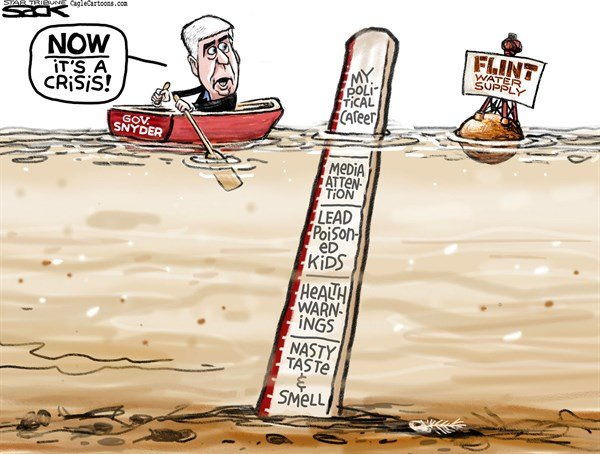 STAR TRIBUNE
SACK
CagleCartoons.com
NOW
IT'S A
CRISIS!
GOV.
SNYDER
MY
POLI-
TICAL
CAREER
FLINT
WATER
SUPPLY
MEDIA
ATTEN-
TION
LEAD
POISON-
ED
KIDS
HEALTH
WARN-
INGS
NASTY
TASTE
&
SMELL